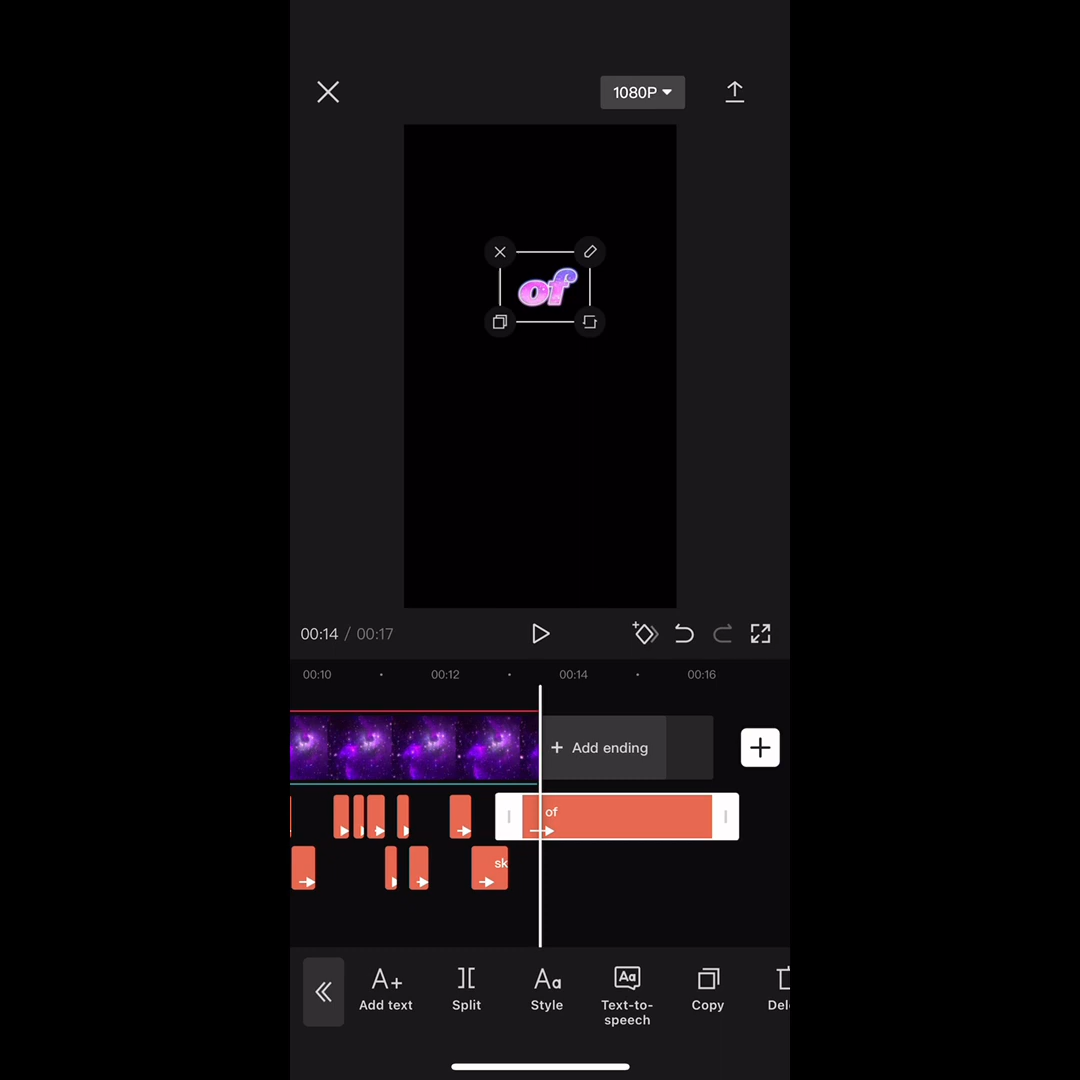 1080P
of
00:14 / 00:17
00:10 00:12 00:14 00:16
+ Add ending
of
sk
Add text Split Style Text-to-speech Copy Del